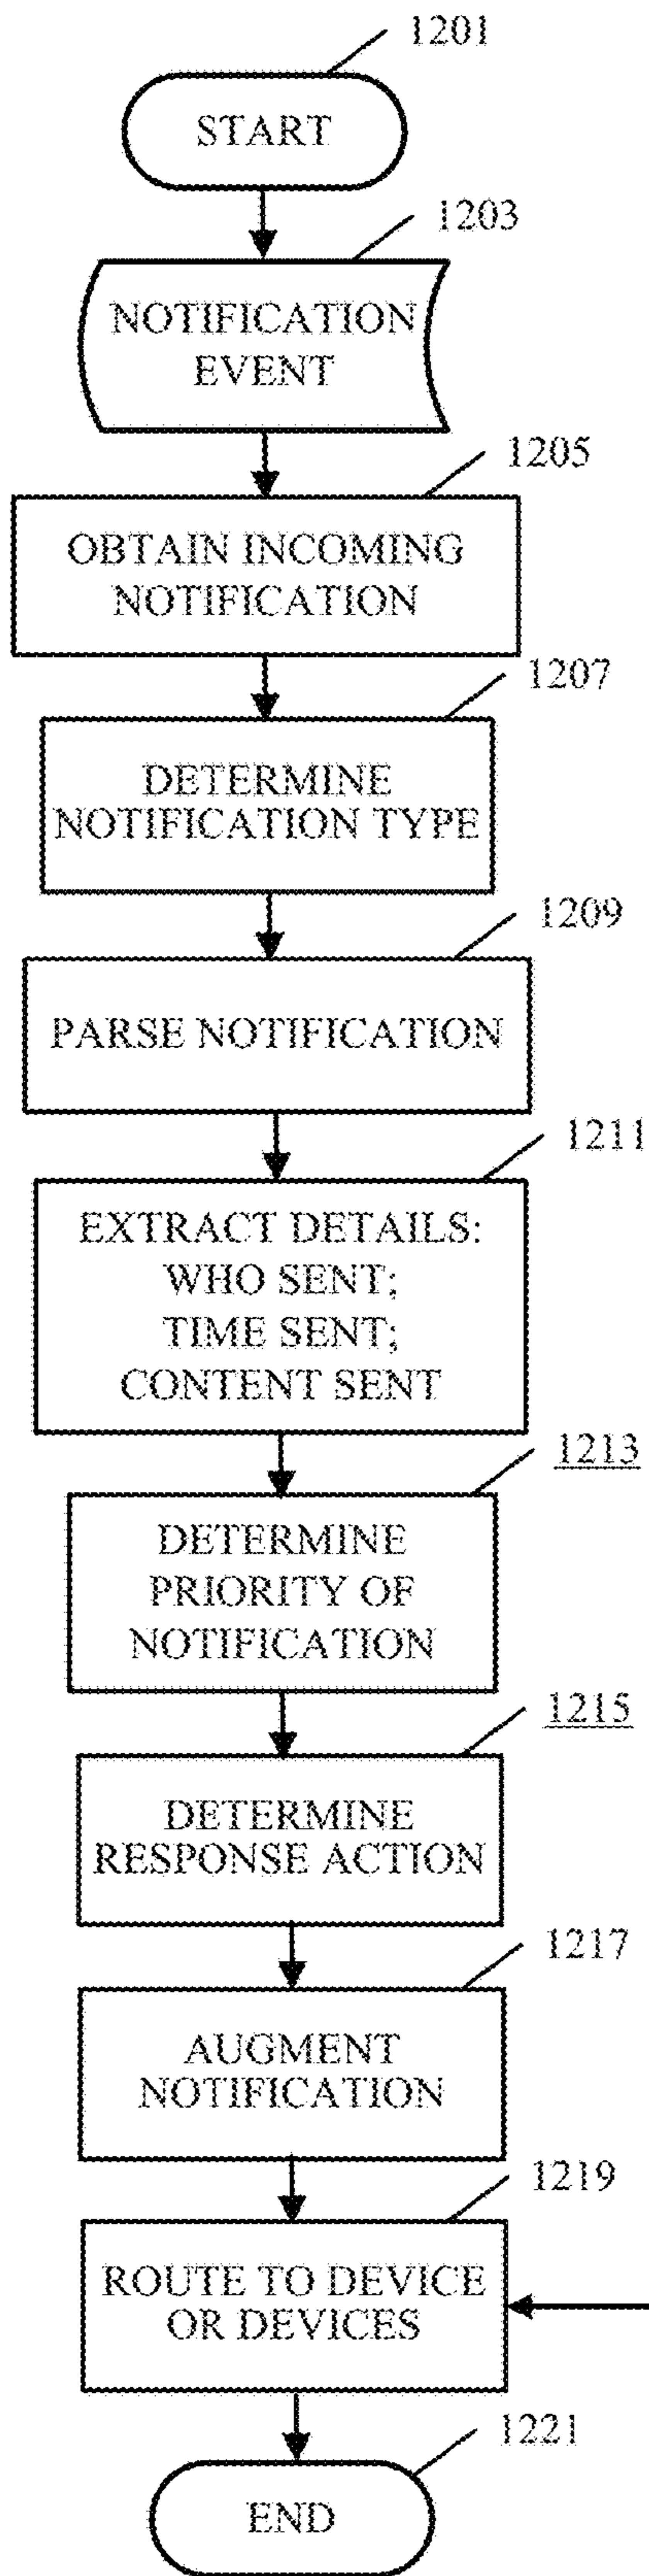 1201
START
1203
NOTIFICATION
EVENT
1205
OBTAIN INCOMING
NOTIFICATION
1207
DETERMINE
NOTIFICATION TYPE
1209
PARSE NOTIFICATION
1211
EXTRACT DETAILS:
WHO SENT;
TIME SENT;
CONTENT SENT
1213
DETERMINE
PRIORITY OF
NOTIFICATION
1215
DETERMINE
RESPONSE ACTION
1217
AUGMENT
NOTIFICATION
1219
ROUTE TO DEVICE
OR DEVICES
1221
END